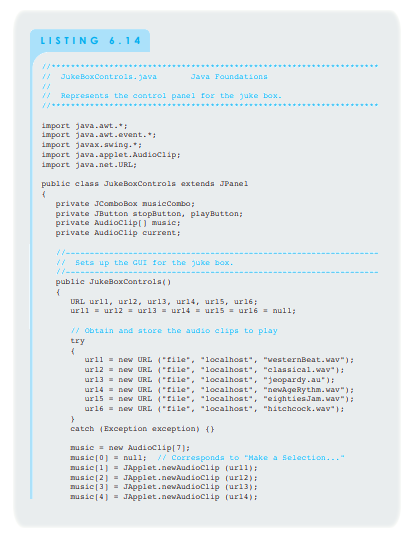 LISTING 6.14
//********************************************************************
//  JukeBoxControls.java       Java Foundations
//
//  Represents the control panel for the juke box.
//********************************************************************
import java.awt.*;
import java.awt.event.*;
import javax.swing.*;
import java.applet.AudioClip;
import java.net.URL;
public class JukeBoxControls extends JPanel
{
   private JComboBox musicCombo;
   private JButton stopButton, playButton;
   private AudioClip[] music;
   private AudioClip current;
   //-----------------------------------------------------------------
   //  Sets up the GUI for the juke box.
   //-----------------------------------------------------------------
   public JukeBoxControls()
   {
      URL url1, url2, url3, url4, url5, url6;
      url1 = url2 = url3 = url4 = url5 = url6 = null;
      // Obtain and store the audio clips to play
      try
      {
         url1 = new URL ("file", "localhost", "westernBeat.wav");
         url2 = new URL ("file", "localhost", "classical.wav");
         url3 = new URL ("file", "localhost", "jeopardy.au");
         url4 = new URL ("file", "localhost", "newAgeRythm.wav");
         url5 = new URL ("file", "localhost", "eightiesJam.wav");
         url6 = new URL ("file", "localhost", "hitchcock.wav");
      }
      catch (Exception exception) {}
      music = new AudioClip[7];
      music[0] = null;  // Corresponds to "Make a Selection..."
      music[1] = JApplet.newAudioClip (url1);
      music[2] = JApplet.newAudioClip (url2);
      music[3] = JApplet.newAudioClip (url3);
      music[4] = JApplet.newAudioClip (url4);